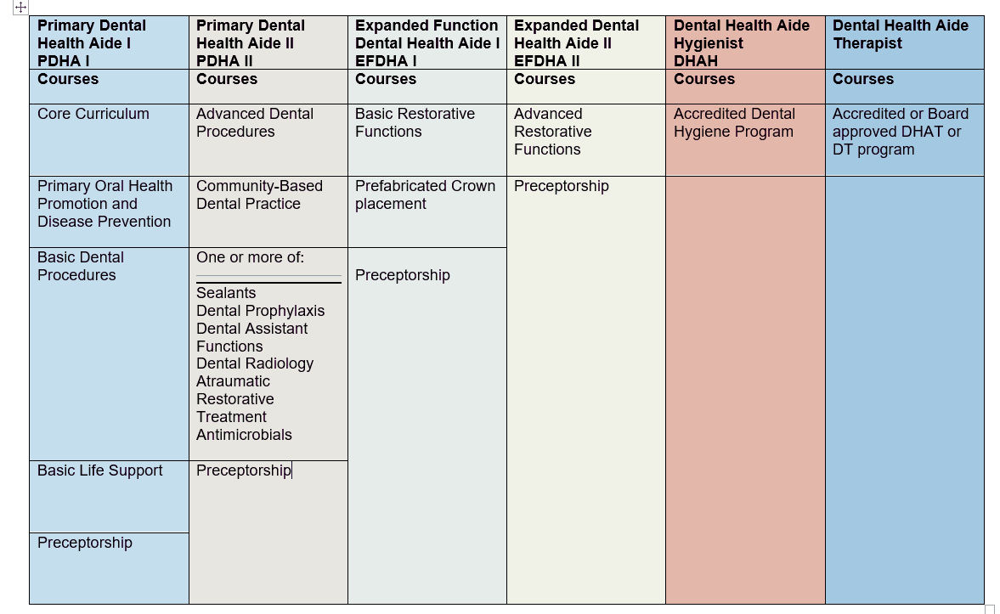 Primary Dental
Health Aide I
PDHA I
Primary Dental
Health Aide II
PDHA II
Expanded Function
Dental Health Aide I
EFDHA I
Expanded Dental
Health Aide II
EFDHA II
Dental Health Aide
Hygienist
DHAH
Dental Health Aide
Therapist
Courses
Courses
Courses
Courses
Courses
Courses
Core Curriculum
Advanced Dental
Procedures
Basic Restorative
Functions
Advanced
Restorative
Functions
Accredited Dental
Hygiene Program
Accredited or Board
approved DHAT or
DT program
Primary Oral Health
Promotion and
Disease Prevention
Community-Based
Dental Practice
Prefabricated Crown
placement
Preceptorship
Basic Dental
Procedures
One or more of:
Sealants
Dental Prophylaxis
Dental Assistant
Functions
Dental Radiology
Atraumatic
Restorative
Treatment
Antimicrobials
Preceptorship
Basic Life Support
Preceptorship
Preceptorship